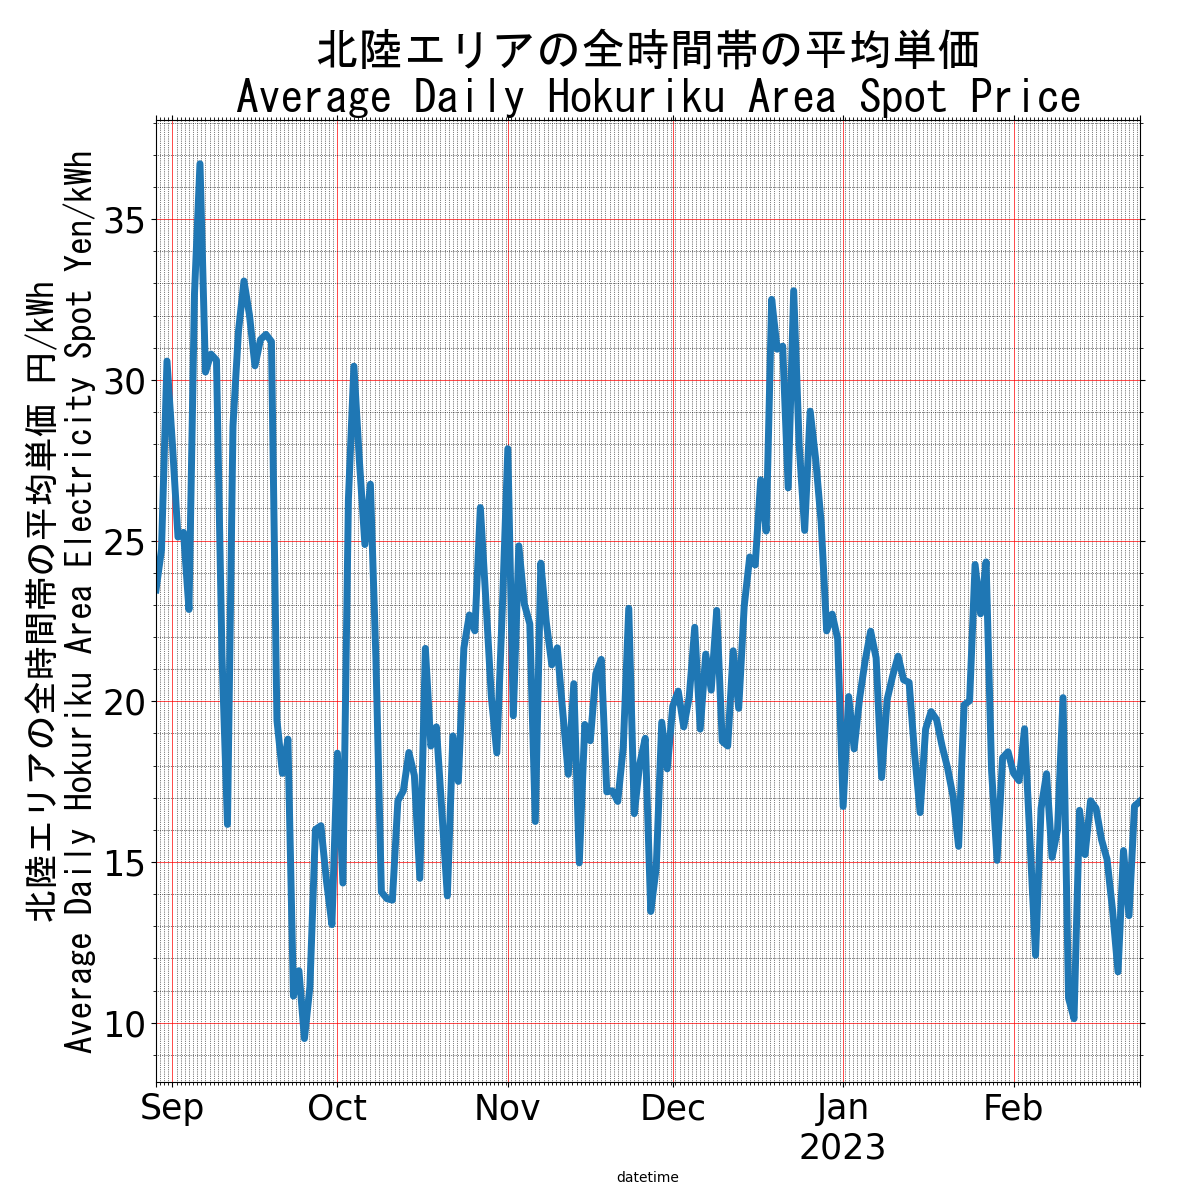 北陸エリアの全時間帯の平均単価
Average Daily Hokuriku Area Spot Price
北陸エリアの全時間帯の平均単価 円/kWh
Average Daily Hokuriku Area Electricity Spot Yen/kWh
35
30
25
20
15
10
Sep Oct Nov Dec Jan Feb
2023
datetime